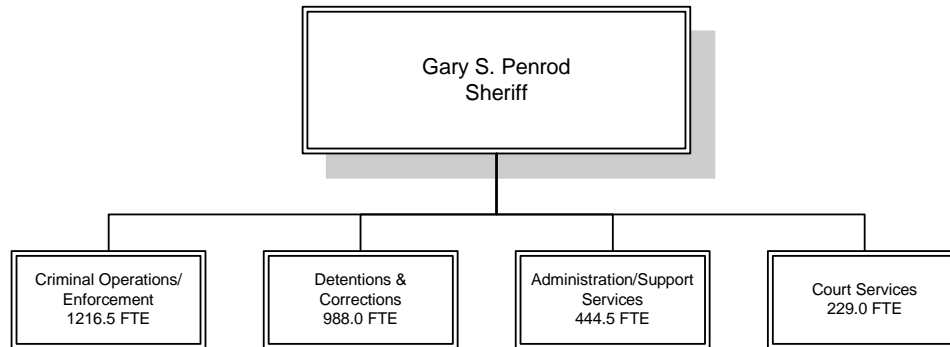 Gary S. Penrod
Sheriff
Criminal Operations/
Enforcement
1216.5 FTE
Detentions &
Corrections
988.0 FTE
Administration/Support
Services
444.5 FTE
Court Services
229.0 FTE